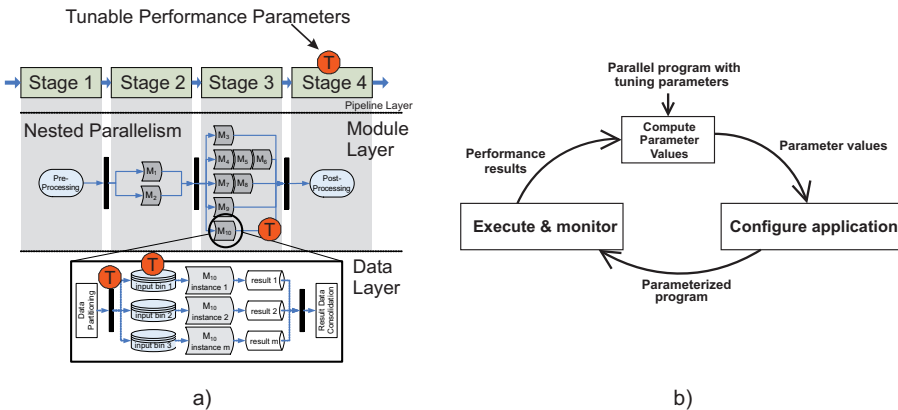 Tunable Performance Parameters
T
Stage 1
Stage 2
Stage 3
Stage 4
Pipeline Layer
Nested Parallelism
Module
Layer
Pre-
Processing
M1
M2
M3
M4
M5
M6
M7
M8
M9
M10
T
Post-
Processing
Data
Layer
T
T
Data
Partitioning
input bin 1
M10
instance 1
result 1
input bin 2
M10
instance 2
result 2
input bin 3
M10
instance m
result m
Result Data
Consolidation
a)
Parallel program with
tuning parameters
Compute
Parameter
Values
Performance
results
Parameter values
Execute & monitor
Configure application
Parameterized
program
b)